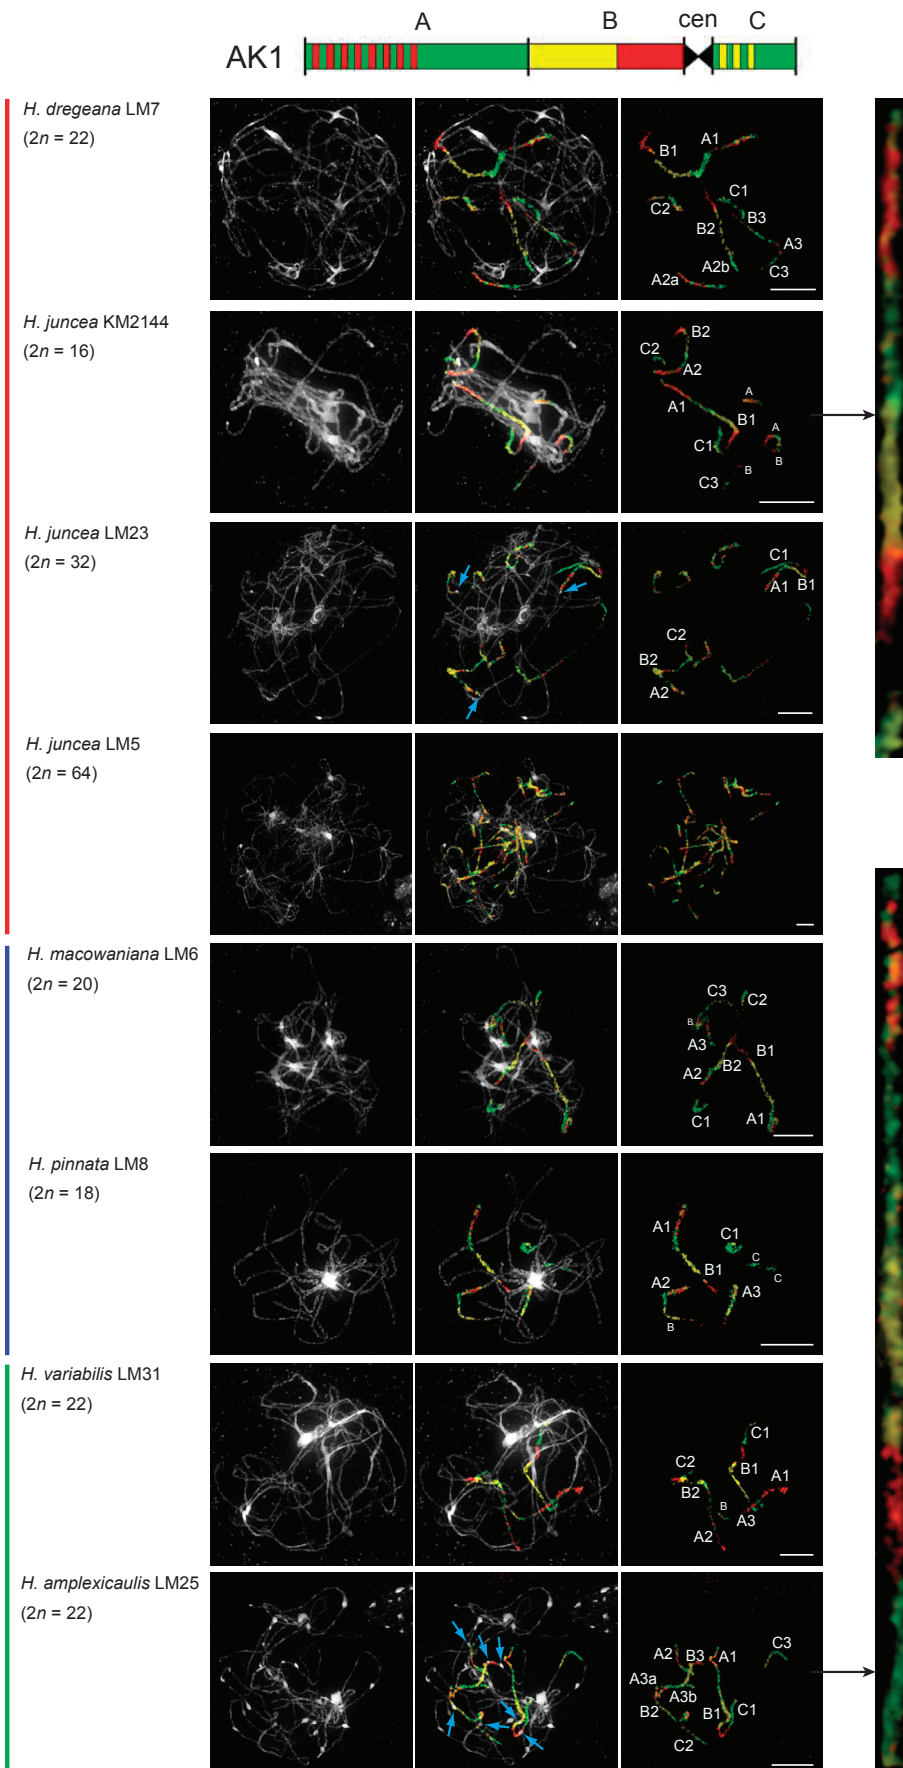 A B cen C
AK1
H. dregeana LM7
(2n = 22)
B1 A1
C1
C2 B3
B2
A3
A2b
C3
A2a
H. juncea KM2144
(2n = 16)
B2
C2
A2
A
A1
B1
A
C1
B
B
C3
H. juncea LM23
(2n = 32)
C1
A1 B1
C2
B2
A2
H. juncea LM5
(2n = 64)
H. macowaniana LM6
(2n = 20)
C3 C2
B
A3
B1
B2
A2
C1
A1
H. pinnata LM8
(2n = 18)
A1
C1
C
C
B1
A2
A3
B
H. variabilis LM31
(2n = 22)
C1
C2
B1
A1
B2
B
A3
A2
H. amplexicaulis LM25
(2n = 22)
A2 B3 A1
C3
A3a
A3b
B2
B1 C1
C2